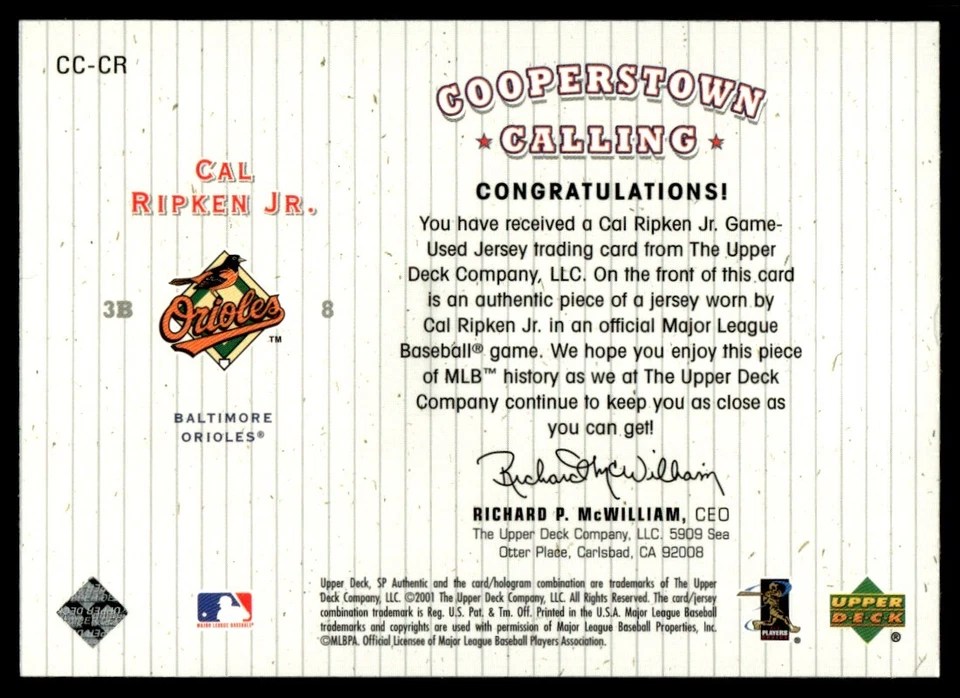 CC-CR
COOPERSTOWN
★ CALLING ★
CAL
RIPKEN JR.
3B
Orioles™
8
BALTIMORE
ORIOLES®
CONGRATULATIONS!
You have received a Cal Ripken Jr. Game-
Used Jersey trading card from The Upper
Deck Company, LLC. On the front of this card
is an authentic piece of a jersey worn by
Cal Ripken Jr. in an official Major League
Baseball® game. We hope you enjoy this piece
of MLB™ history as we at The Upper Deck
Company continue to keep you as close as
you can get!
Richard McWilliam
RICHARD P. McWILLIAM, CEO
The Upper Deck Company, LLC. 5909 Sea
Otter Place, Carlsbad, CA 92008
Upper Deck, SP Authentic and the card/hologram combination are trademarks of The Upper
Deck Company, LLC. ©2001 The Upper Deck Company, LLC. All Rights Reserved. The card/jersey
combination trademark is Reg. U.S. Pat. & Tm. Off. Printed in the U.S.A. Major League Baseball
trademarks and copyrights are used with permission of Major League Baseball Properties, Inc.
©MLBPA. Official Licensee of Major League Baseball Players Association.
MAJOR LEAGUE BASEBALL
PLAYERS
UPPER
DECK®